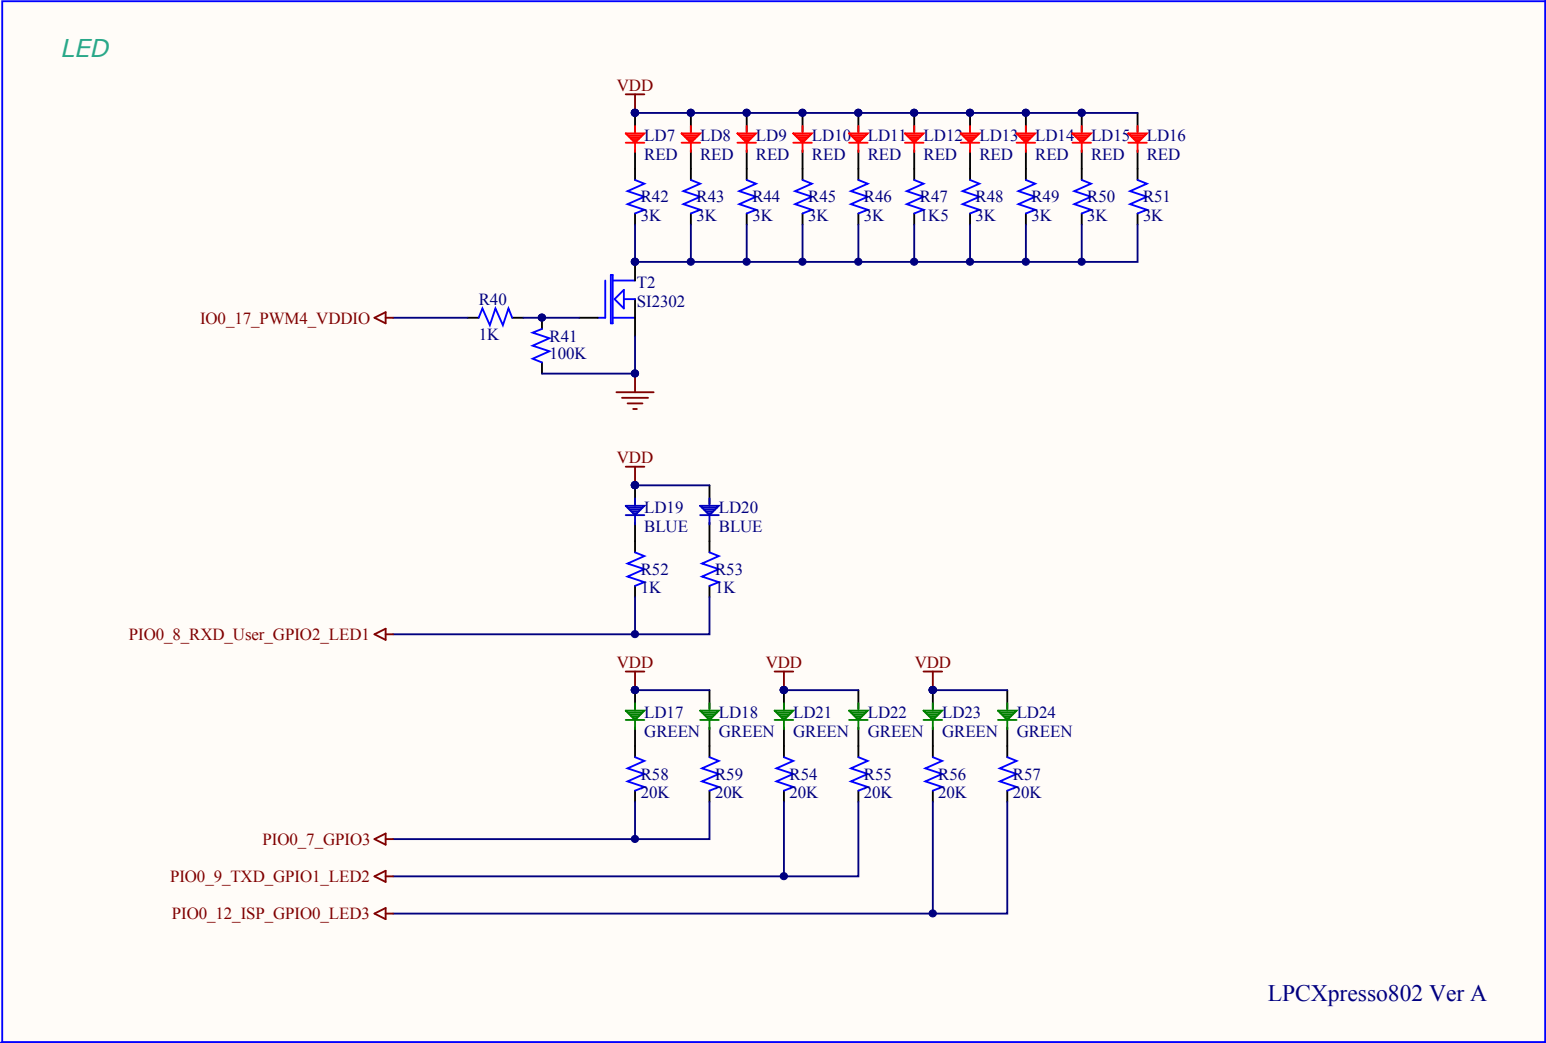 LED
VDD
LD7 LD8 LD9 LD10 LD11 LD12 LD13 LD14 LD15 LD16
RED RED RED RED RED RED RED RED RED RED
R42 R43 R44 R45 R46 R47 R48 R49 R50 R51
3K 3K 3K 3K 3K 1K5 3K 3K 3K 3K
T2
SI2302
R40
IO0_17_PWM4_VDDIO
1K
R41
100K
VDD
LD19 LD20
BLUE BLUE
R52 R53
1K 1K
PIO0_8_RXD_User_GPIO2_LED1
VDD VDD VDD
LD17 LD18 LD21 LD22 LD23 LD24
GREEN GREEN GREEN GREEN GREEN GREEN
R58 R59 R54 R55 R56 R57
20K 20K 20K 20K 20K 20K
PIO0_7_GPIO3
PIO0_9_TXD_GPIO1_LED2
PIO0_12_ISP_GPIO0_LED3
LPCXpresso802 Ver A